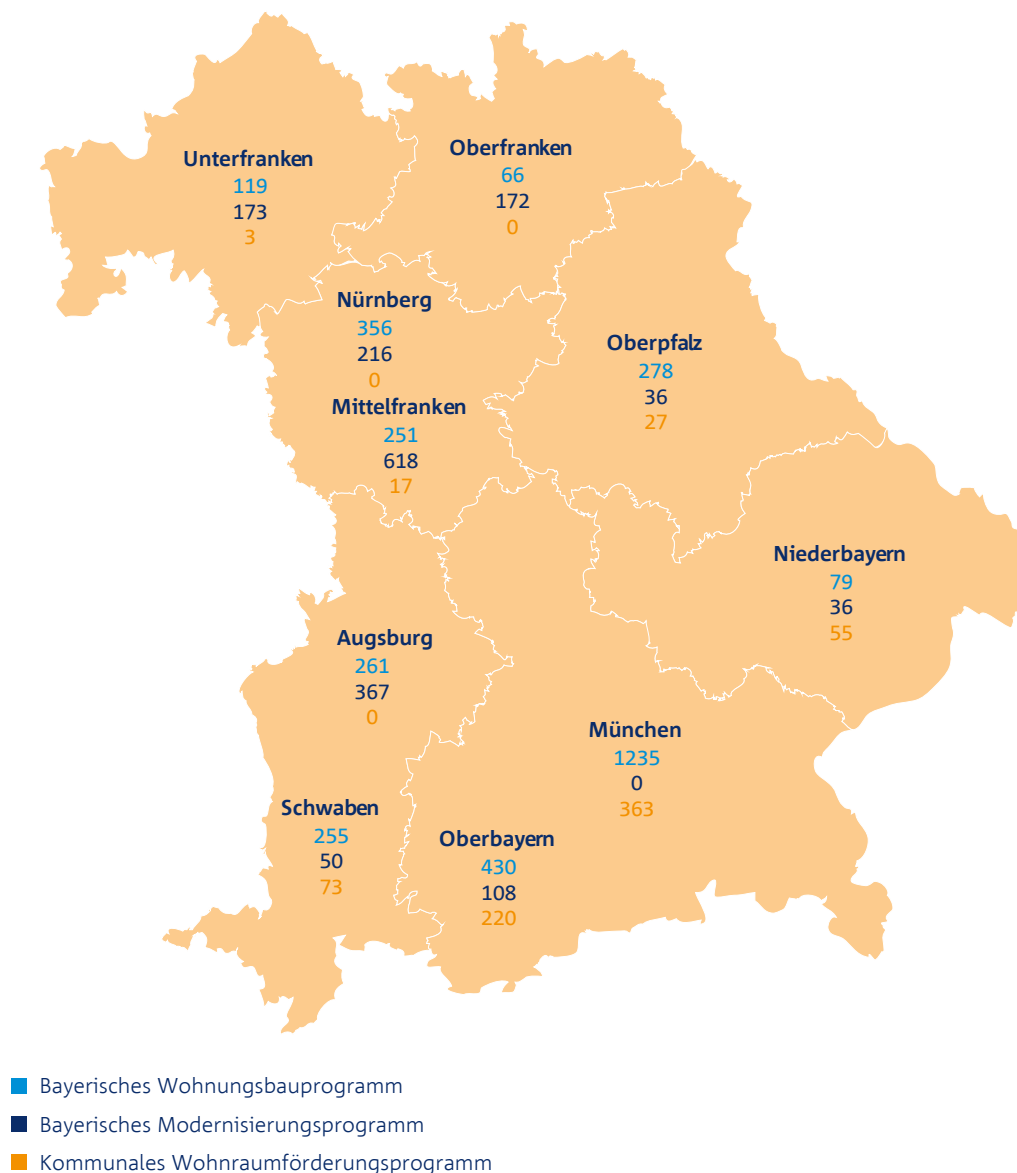 Unterfranken
119
173
3
Oberfranken
66
172
0
Nürnberg
356
216
0
Mittelfranken
251
618
17
Oberpfalz
278
36
27
Niederbayern
79
36
55
Augsburg
261
367
0
Schwaben
255
50
73
München
1235
0
363
Oberbayern
430
108
220
Bayerisches Wohnungsbauprogramm
Bayerisches Modernisierungsprogramm
Kommunales Wohnraumförderungsprogramm